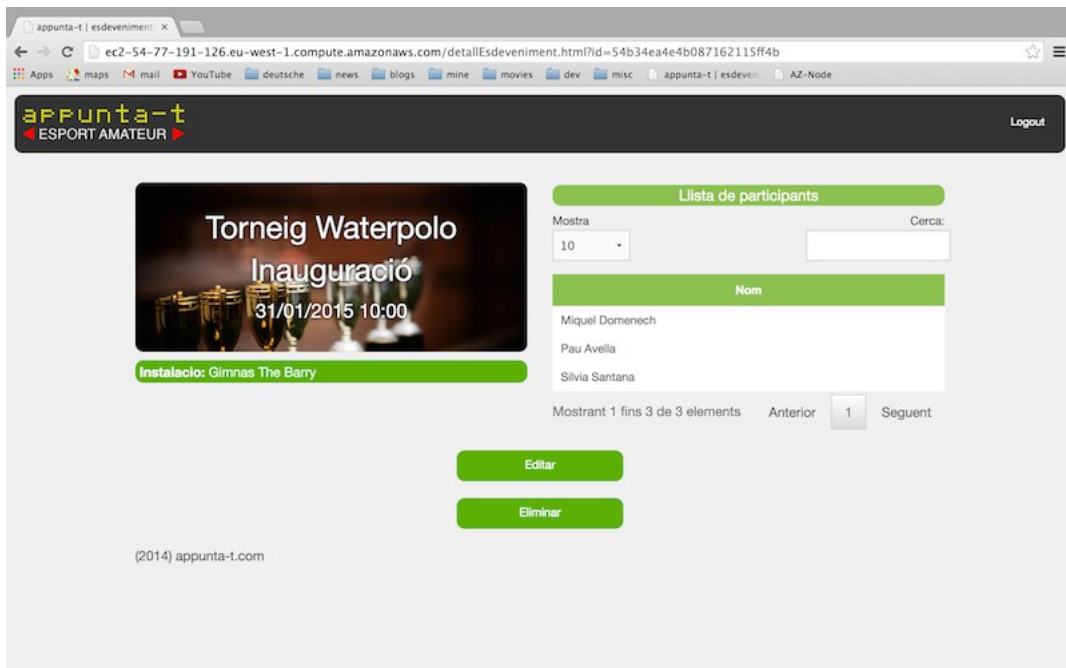 appunta-t | esdeveniment
ec2-54-77-191-126.eu-west-1.compute.amazonaws.com/detallEsdeveniment.html?id=54b34ea4e4b087162115ff4b
Apps maps mail YouTube deutsche news blogs mine movies dev misc appunta-t | esdeven AZ-Node
appunta-t
ESPORT AMATEUR
Logout
Torneig Waterpolo
Inauguració
31/01/2015 10:00
Instalacio: Gimnas The Barry
Llista de participants
Mostra Cerca:
10
Nom
Miquel Domenech
Pau Avella
Silvia Santana
Mostrant 1 fins 3 de 3 elements Anterior 1 Seguent
Editar
Eliminar
(2014) appunta-t.com